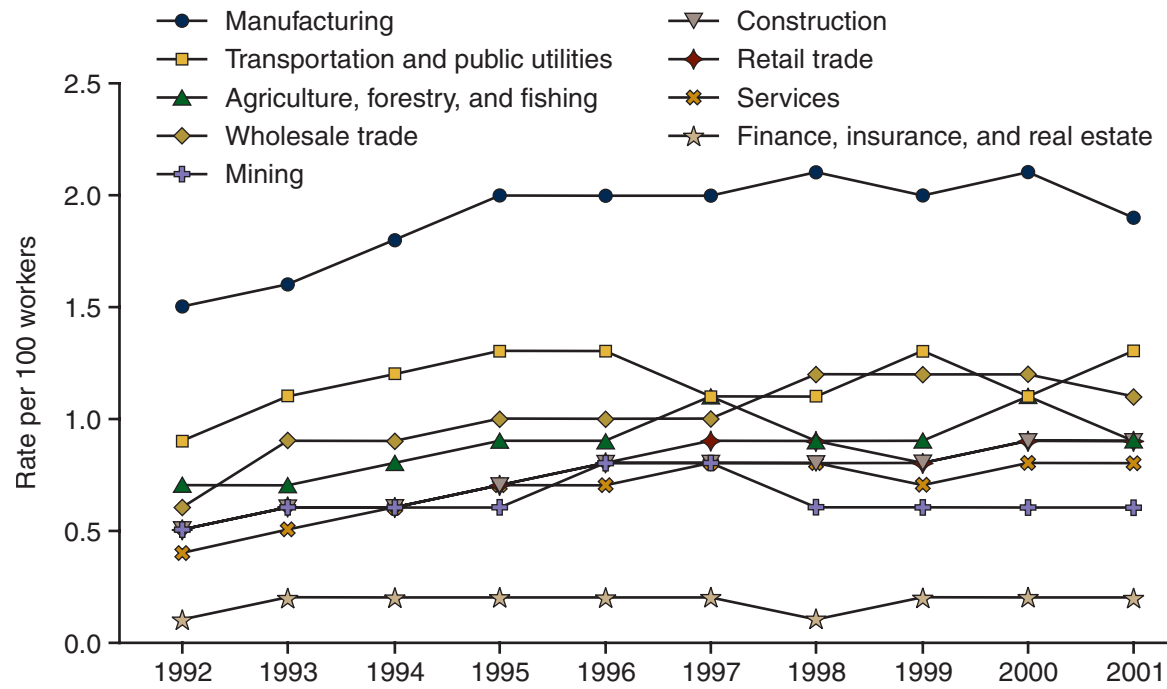 Manufacturing
Transportation and public utilities
Agriculture, forestry, and fishing
Wholesale trade
Mining
Construction
Retail trade
Services
Finance, insurance, and real estate
Rate per 100 workers
2.5
2.0
1.5
1.0
0.5
0.0
1992 1993 1994 1995 1996 1997 1998 1999 2000 2001